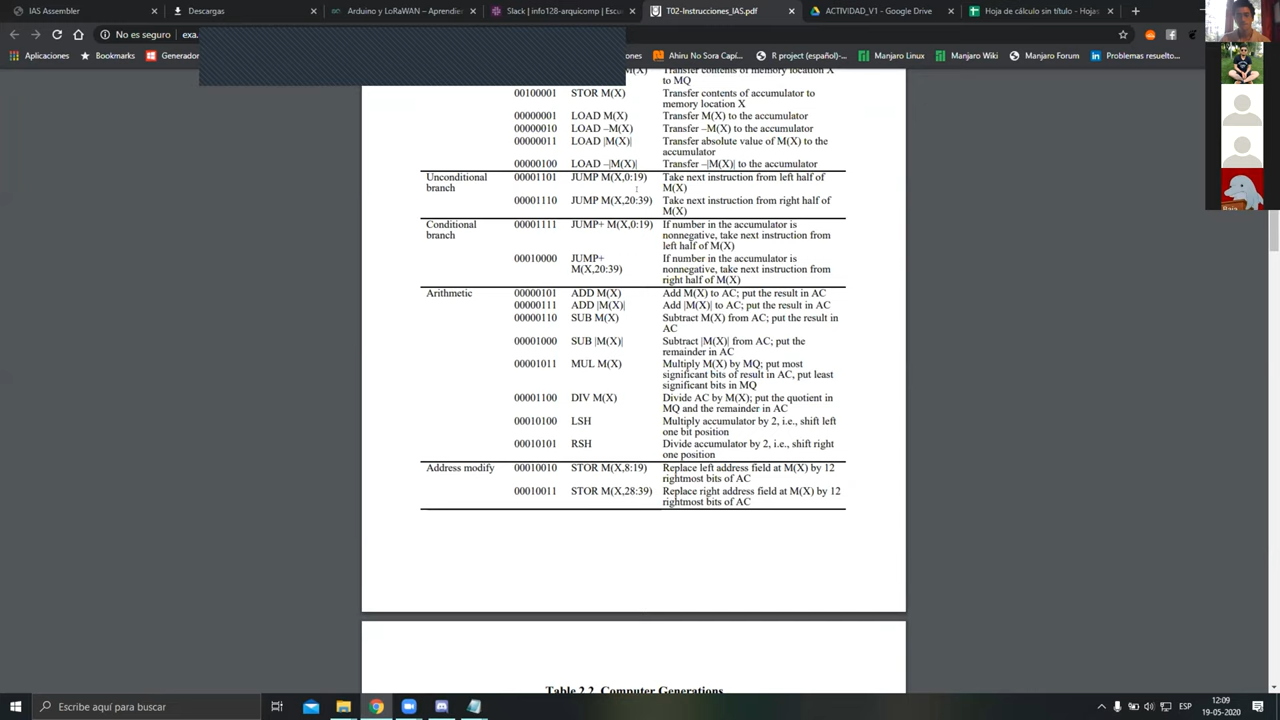 IAS Assembler
Descargas
Arduino y LoRaWAN – Aprendien
Slack | info128-arquicomp | Escu
T02-Instrucciones_IAS.pdf
ACTIVIDAD_V1 - Google Drive
Hoja de cálculo sin título - Hojas
No es seguro | exa.
Aplicaciones
Bookmarks
Generador
iones
Ahiru No Sora Capí...
R project (español)-...
Manjaro Linux
Manjaro Wiki
Manjaro Forum
Problemas resuelto...
M(X) Transfer contents of memory location X
to MQ
00100001 STOR M(X) Transfer contents of accumulator to
memory location X
00000001 LOAD M(X) Transfer M(X) to the accumulator
00000010 LOAD –M(X) Transfer –M(X) to the accumulator
00000011 LOAD |M(X)| Transfer absolute value of M(X) to the
accumulator
00000100 LOAD –|M(X)| Transfer –|M(X)| to the accumulator
Unconditional 00001101 JUMP M(X,0:19) Take next instruction from left half of
branch M(X)
00001110 JUMP M(X,20:39) Take next instruction from right half of
M(X)
Conditional 00001111 JUMP+ M(X,0:19) If number in the accumulator is
branch nonnegative, take next instruction from
left half of M(X)
00010000 JUMP+ If number in the accumulator is
M(X,20:39) nonnegative, take next instruction from
right half of M(X)
Arithmetic 00000101 ADD M(X) Add M(X) to AC; put the result in AC
00000111 ADD |M(X)| Add |M(X)| to AC; put the result in AC
00000110 SUB M(X) Subtract M(X) from AC; put the result in
AC
00001000 SUB |M(X)| Subtract |M(X)| from AC; put the
remainder in AC
00001011 MUL M(X) Multiply M(X) by MQ; put most
significant bits of result in AC, put least
significant bits in MQ
00001100 DIV M(X) Divide AC by M(X); put the quotient in
MQ and the remainder in AC
00010100 LSH Multiply accumulator by 2, i.e., shift left
one bit position
00010101 RSH Divide accumulator by 2, i.e., shift right
one position
Address modify 00010010 STOR M(X,8:19) Replace left address field at M(X) by 12
rightmost bits of AC
00010011 STOR M(X,28:39) Replace right address field at M(X) by 12
rightmost bits of AC
Table 2.2 Computer Generations
Escribe aquí para buscar
ESP
12:09
19-05-2020